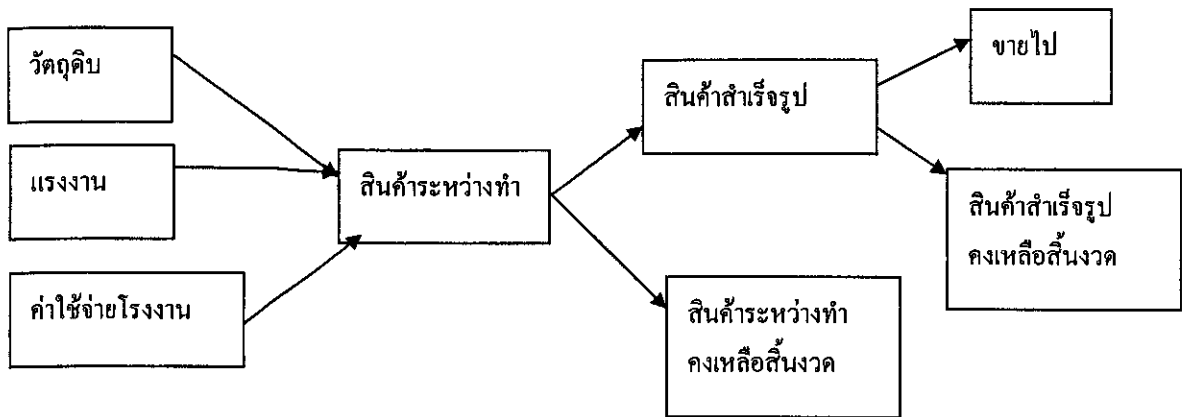 วัตถุดิบ
แรงงาน
ค่าใช้จ่ายโรงงาน
สินค้าระหว่างทำ
สินค้าสำเร็จรูป
สินค้าระหว่างทำ
คงเหลือสิ้นงวด
ขายไป
สินค้าสำเร็จรูป
คงเหลือสิ้นงวด